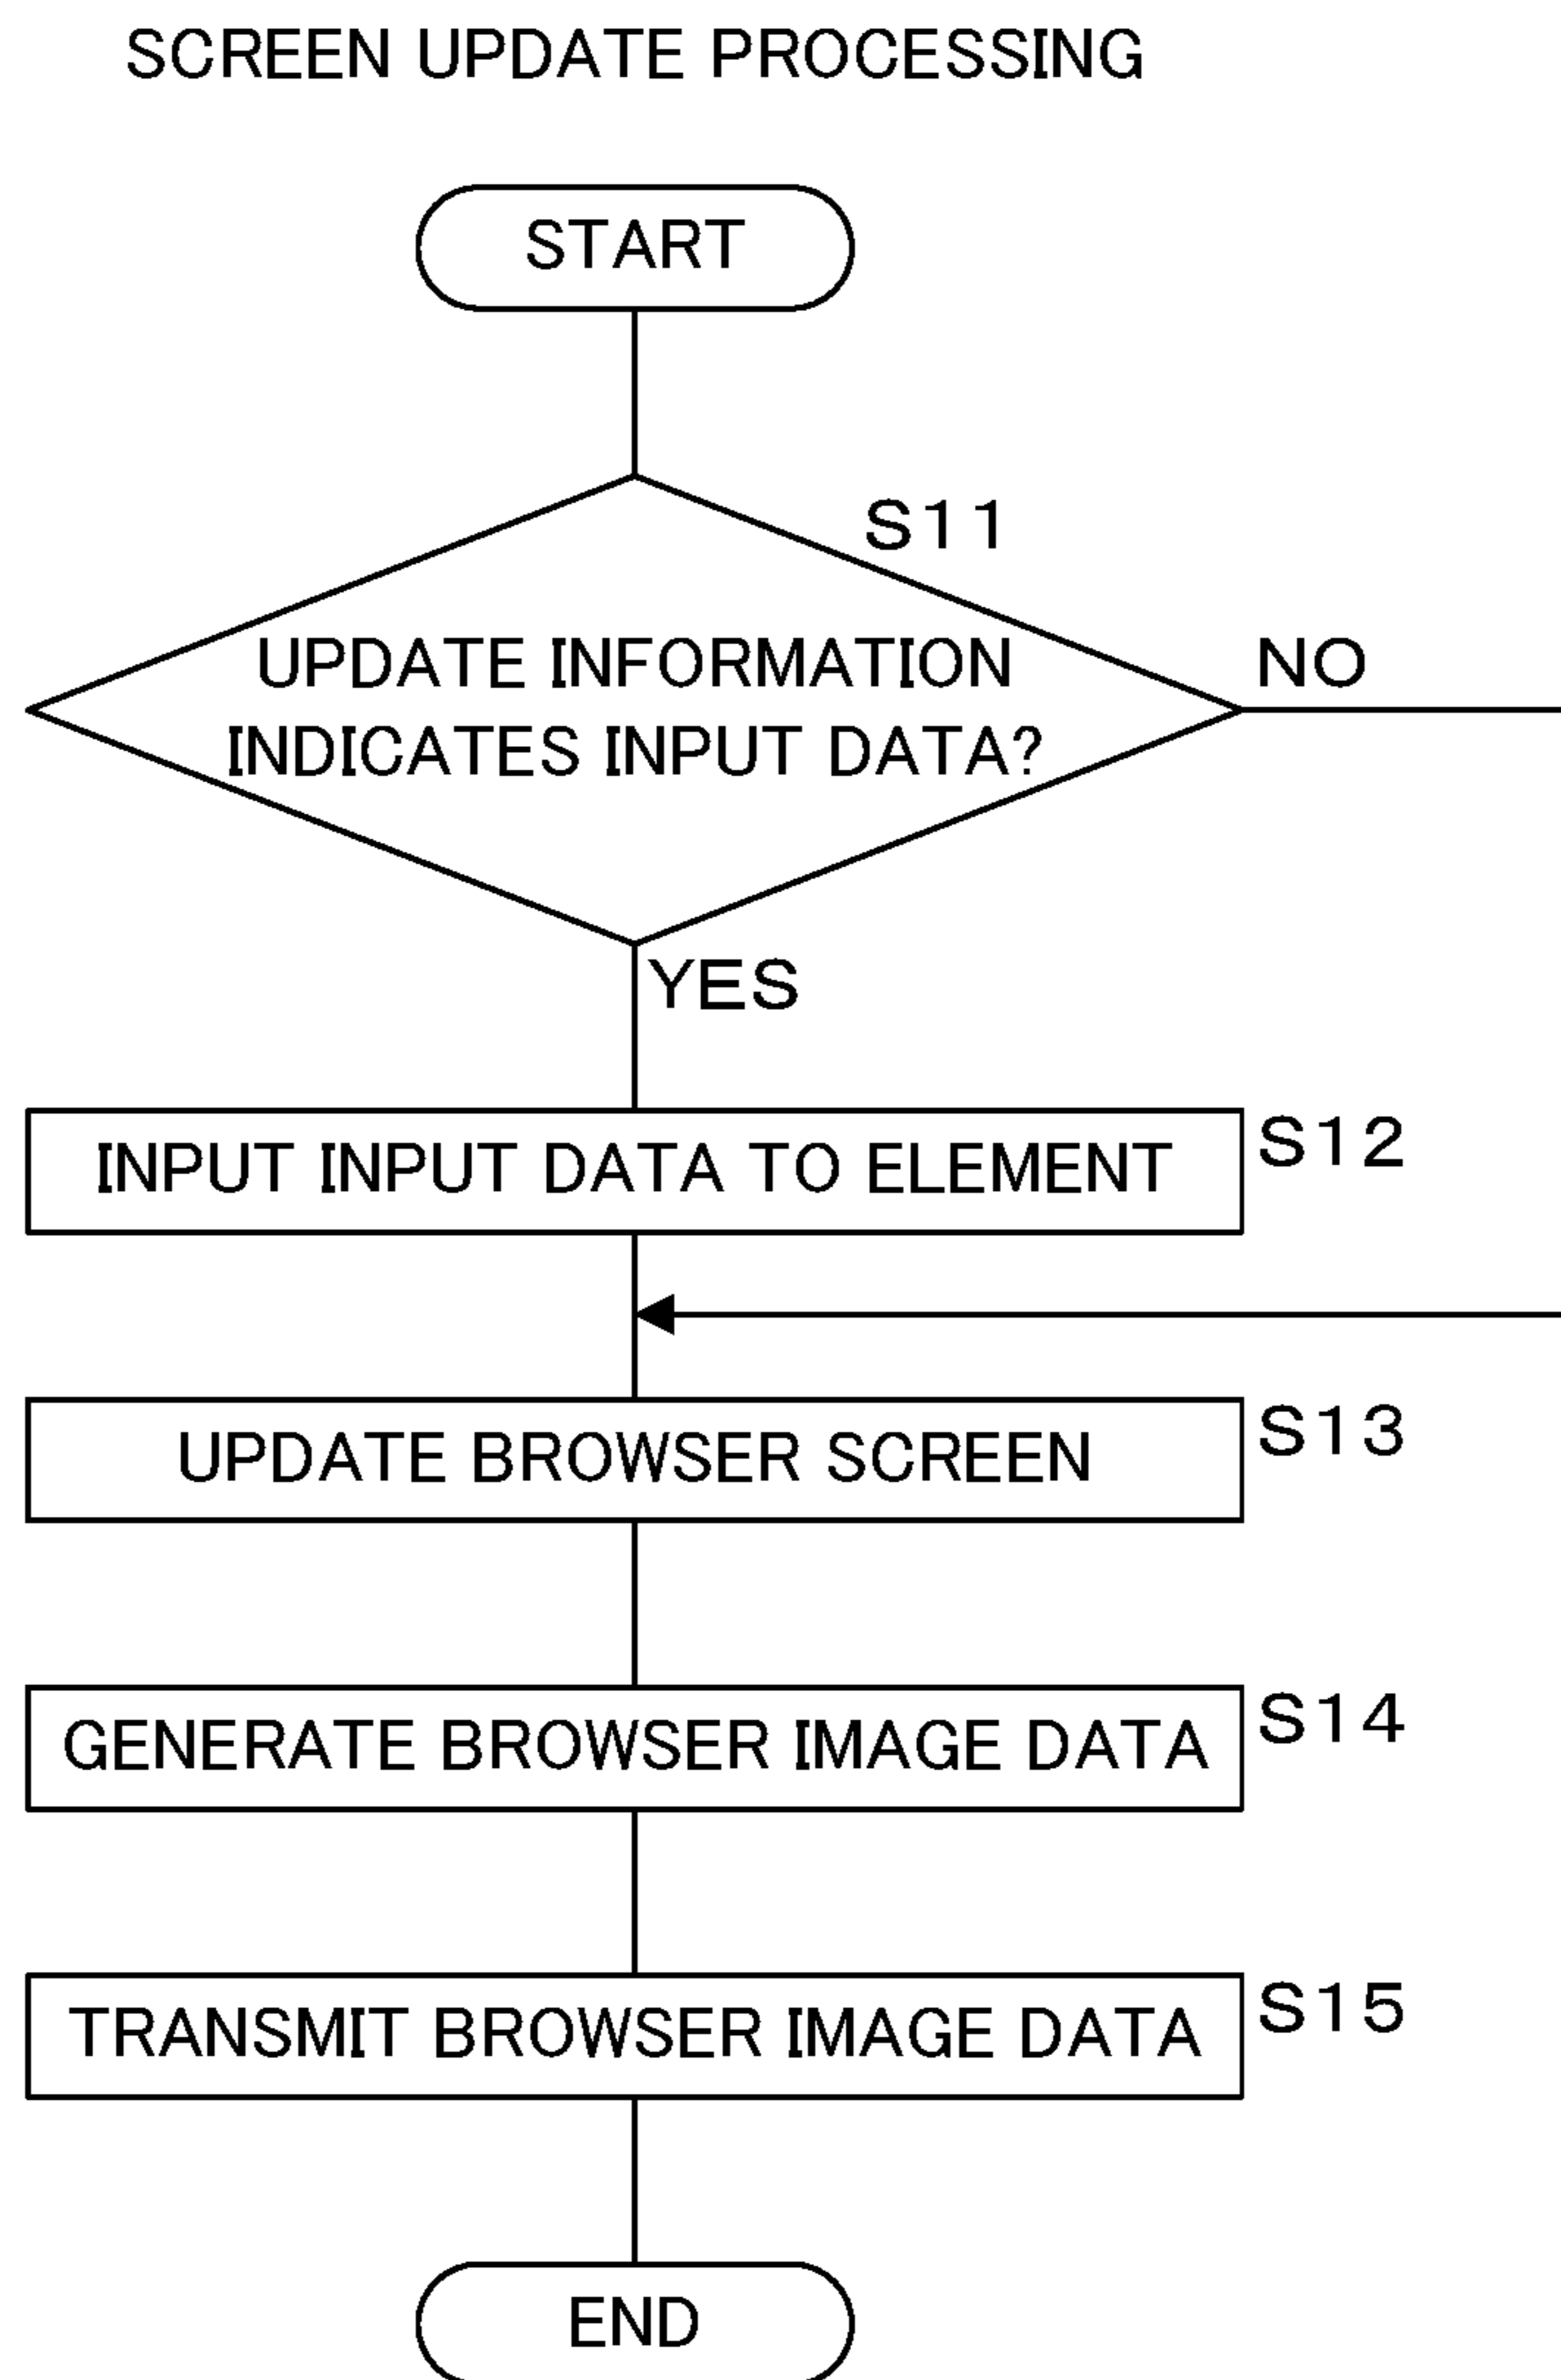 SCREEN UPDATE PROCESSING
START
S11
UPDATE INFORMATION
INDICATES INPUT DATA?
NO
YES
INPUT INPUT DATA TO ELEMENT
S12
UPDATE BROWSER SCREEN
S13
GENERATE BROWSER IMAGE DATA
S14
TRANSMIT BROWSER IMAGE DATA
S15
END